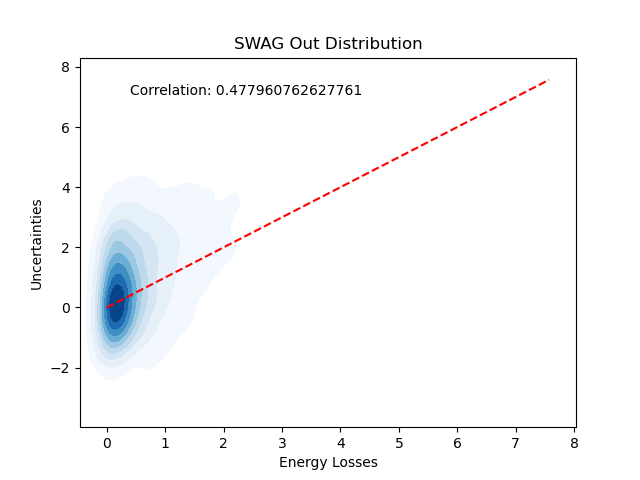 SWAG Out Distribution
Correlation: 0.477960762627761
8
6
4
2
0
−2
Uncertainties
0 1 2 3 4 5 6 7 8
Energy Losses